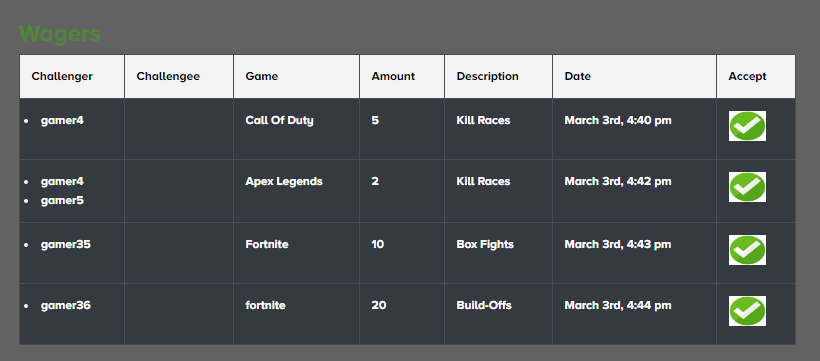 Wagers
Challenger Challengee Game Amount Description Date Accept
gamer4 Call Of Duty 5 Kill Races March 3rd, 4:40 pm
gamer4 Apex Legends 2 Kill Races March 3rd, 4:42 pm
gamer5
gamer35 Fortnite 10 Box Fights March 3rd, 4:43 pm
gamer36 fortnite 20 Build-Offs March 3rd, 4:44 pm